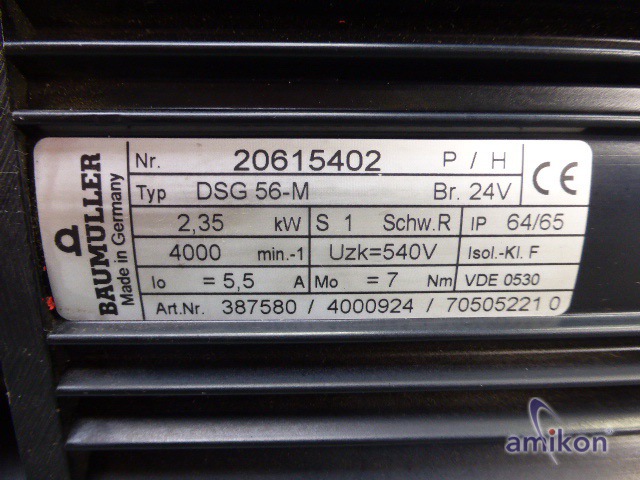 BAUMÜLLER
Made in Germany
Nr. 20615402 P / H
Typ DSG 56-M Br. 24V
CE
2,35 kW S 1 Schw.R IP 64/65
4000 min.-1 Uzk=540V Isol.-Kl. F
Io = 5,5 A Mo = 7 Nm VDE 0530
Art.Nr. 387580 / 4000924 / 70505221 0
amikon